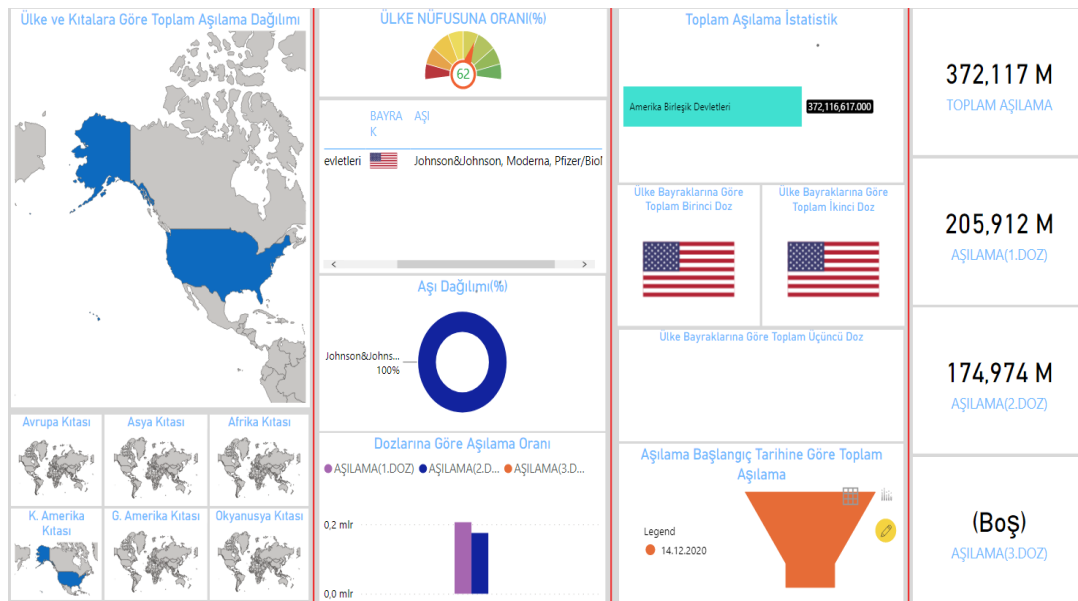 Ülke ve Kıtalara Göre Toplam Aşılama Dağılımı
Avrupa Kıtası
Asya Kıtası
Afrika Kıtası
K. Amerika
Kıtası
G. Amerika Kıtası
Okyanusya Kıtası
ÜLKE NÜFUSUNA ORANI(%)
62
BAYRA
K
AŞI
evletleri
Johnson&Johnson, Moderna, Pfizer/BioI
Aşı Dağılımı(%)
Johnson&Johns...
100%
Dozlarına Göre Aşılama Oranı
AŞILAMA(1.DOZ) AŞILAMA(2.D... AŞILAMA(3.D...
0,2 mlr
0,0 mlr
Toplam Aşılama İstatistik
Amerika Birleşik Devletleri
372,116,617.000
Ülke Bayraklarına Göre
Toplam Birinci Doz
Ülke Bayraklarına Göre
Toplam İkinci Doz
Ülke Bayraklarına Göre Toplam Üçüncü Doz
Aşılama Başlangıç Tarihine Göre Toplam
Aşılama
Legend
14.12.2020
372,117 M
TOPLAM AŞILAMA
205,912 M
AŞILAMA(1.DOZ)
174,974 M
AŞILAMA(2.DOZ)
(Boş)
AŞILAMA(3.DOZ)